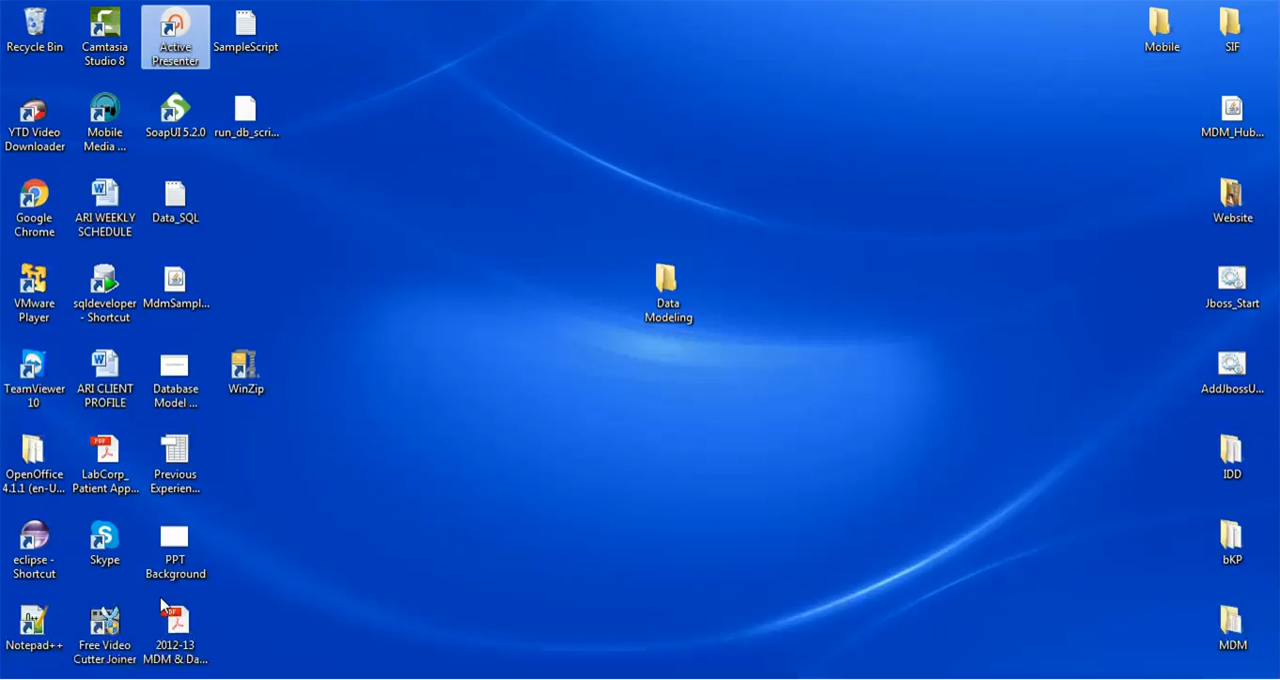 Recycle Bin
Camtasia
Studio 8
Active
Presenter
SampleScript
Mobile
SIF
YTD Video
Downloader
Mobile
Media ...
SoapUI 5.2.0
run_db_scri...
MDM_Hub...
Google
Chrome
ARI WEEKLY
SCHEDULE
Data_SQL
Website
VMware
Player
sqldeveloper
- Shortcut
MdmSampl...
Data
Modeling
Jboss_Start
TeamViewer
10
ARI CLIENT
PROFILE
Database
Model ...
WinZip
AddJbossU...
OpenOffice
4.1.1 (en-U...
LabCorp_
Patient App...
Previous
Experien...
IDD
eclipse -
Shortcut
Skype
PPT
Background
bKP
Notepad++
Free Video
Cutter Joiner
2012-13
MDM & Da...
MDM